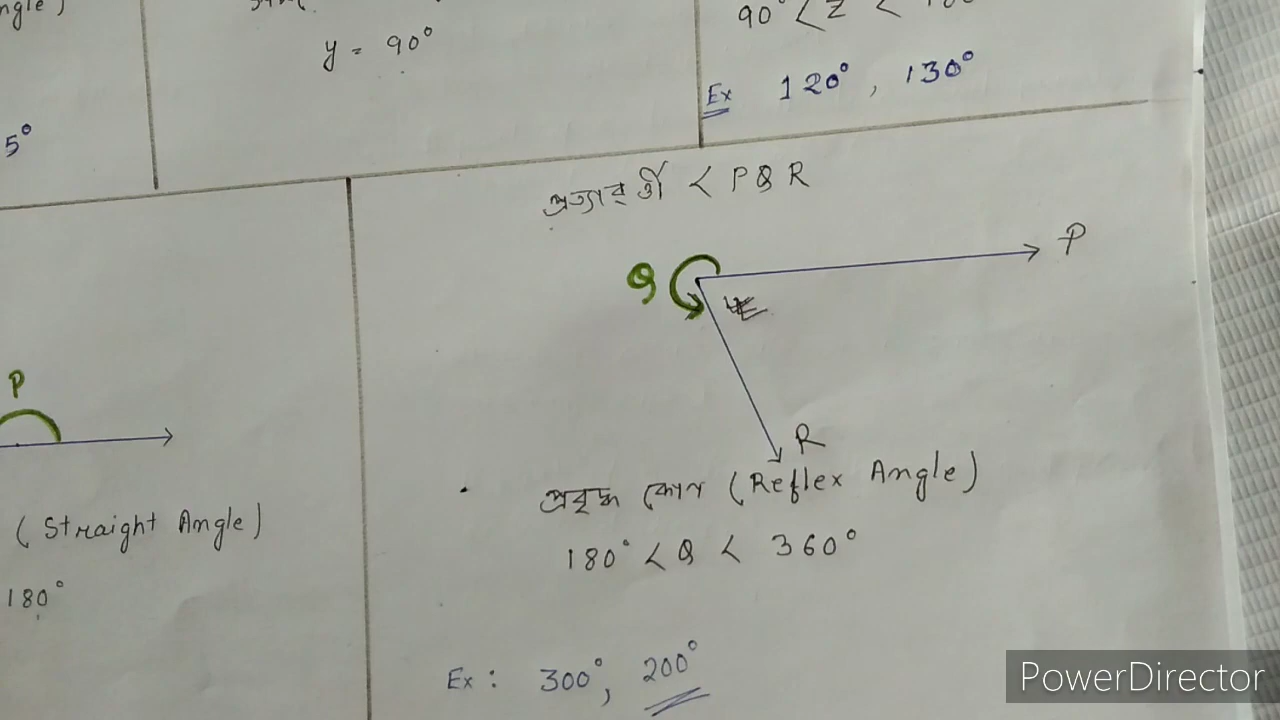 ngle)
5°
y = 90°
90° < Z <
Ex 120°, 130°
প্রত্যাবর্তী < PQR
Q
P
R
P
(Straight Angle)
180°
প্রবৃদ্ধ কোন (Reflex Angle)
180° < Q < 360°
Ex: 300°, 200°
PowerDirector